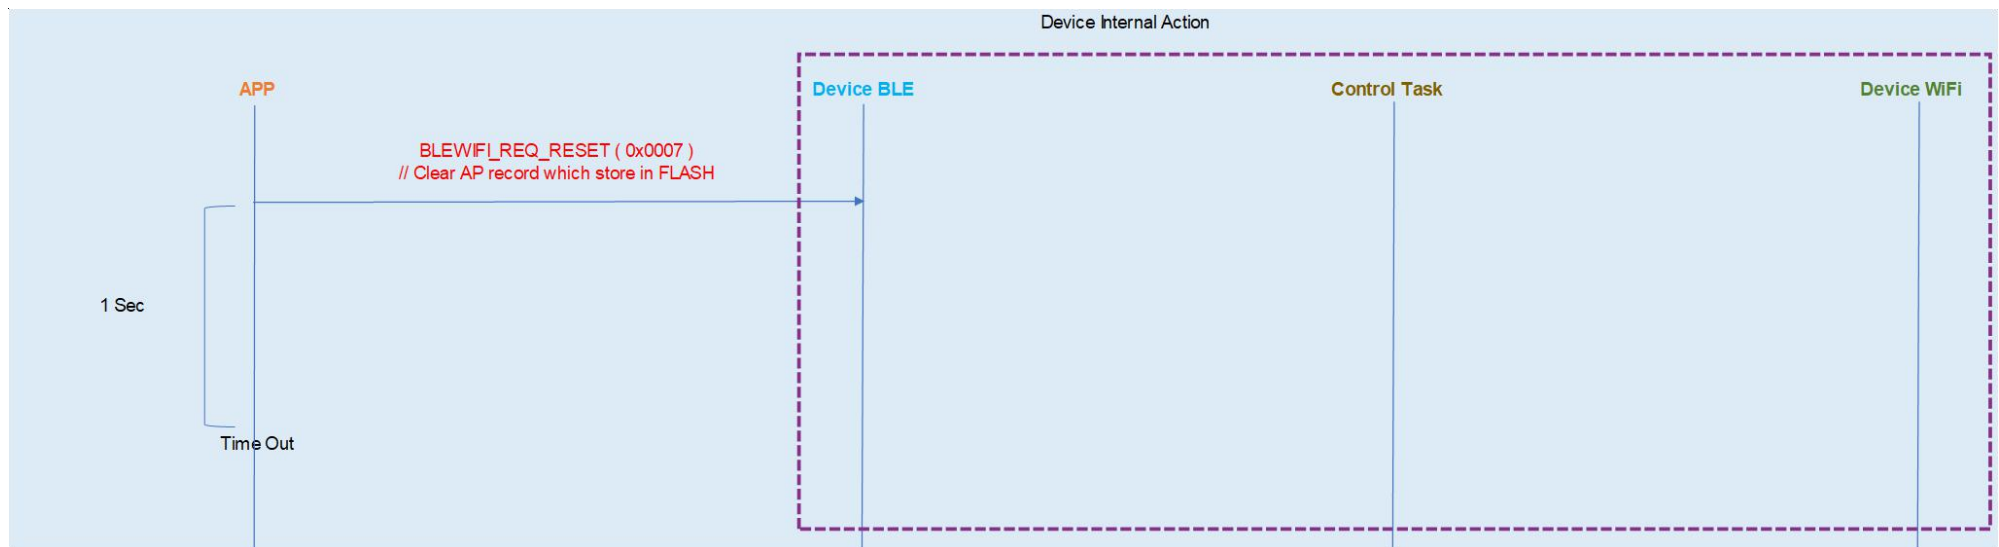 Device Internal Action
APP
Device BLE
Control Task
Device WiFi
BLEWIFI_REQ_RESET ( 0x0007 )
// Clear AP record which store in FLASH
1 Sec
Time Out